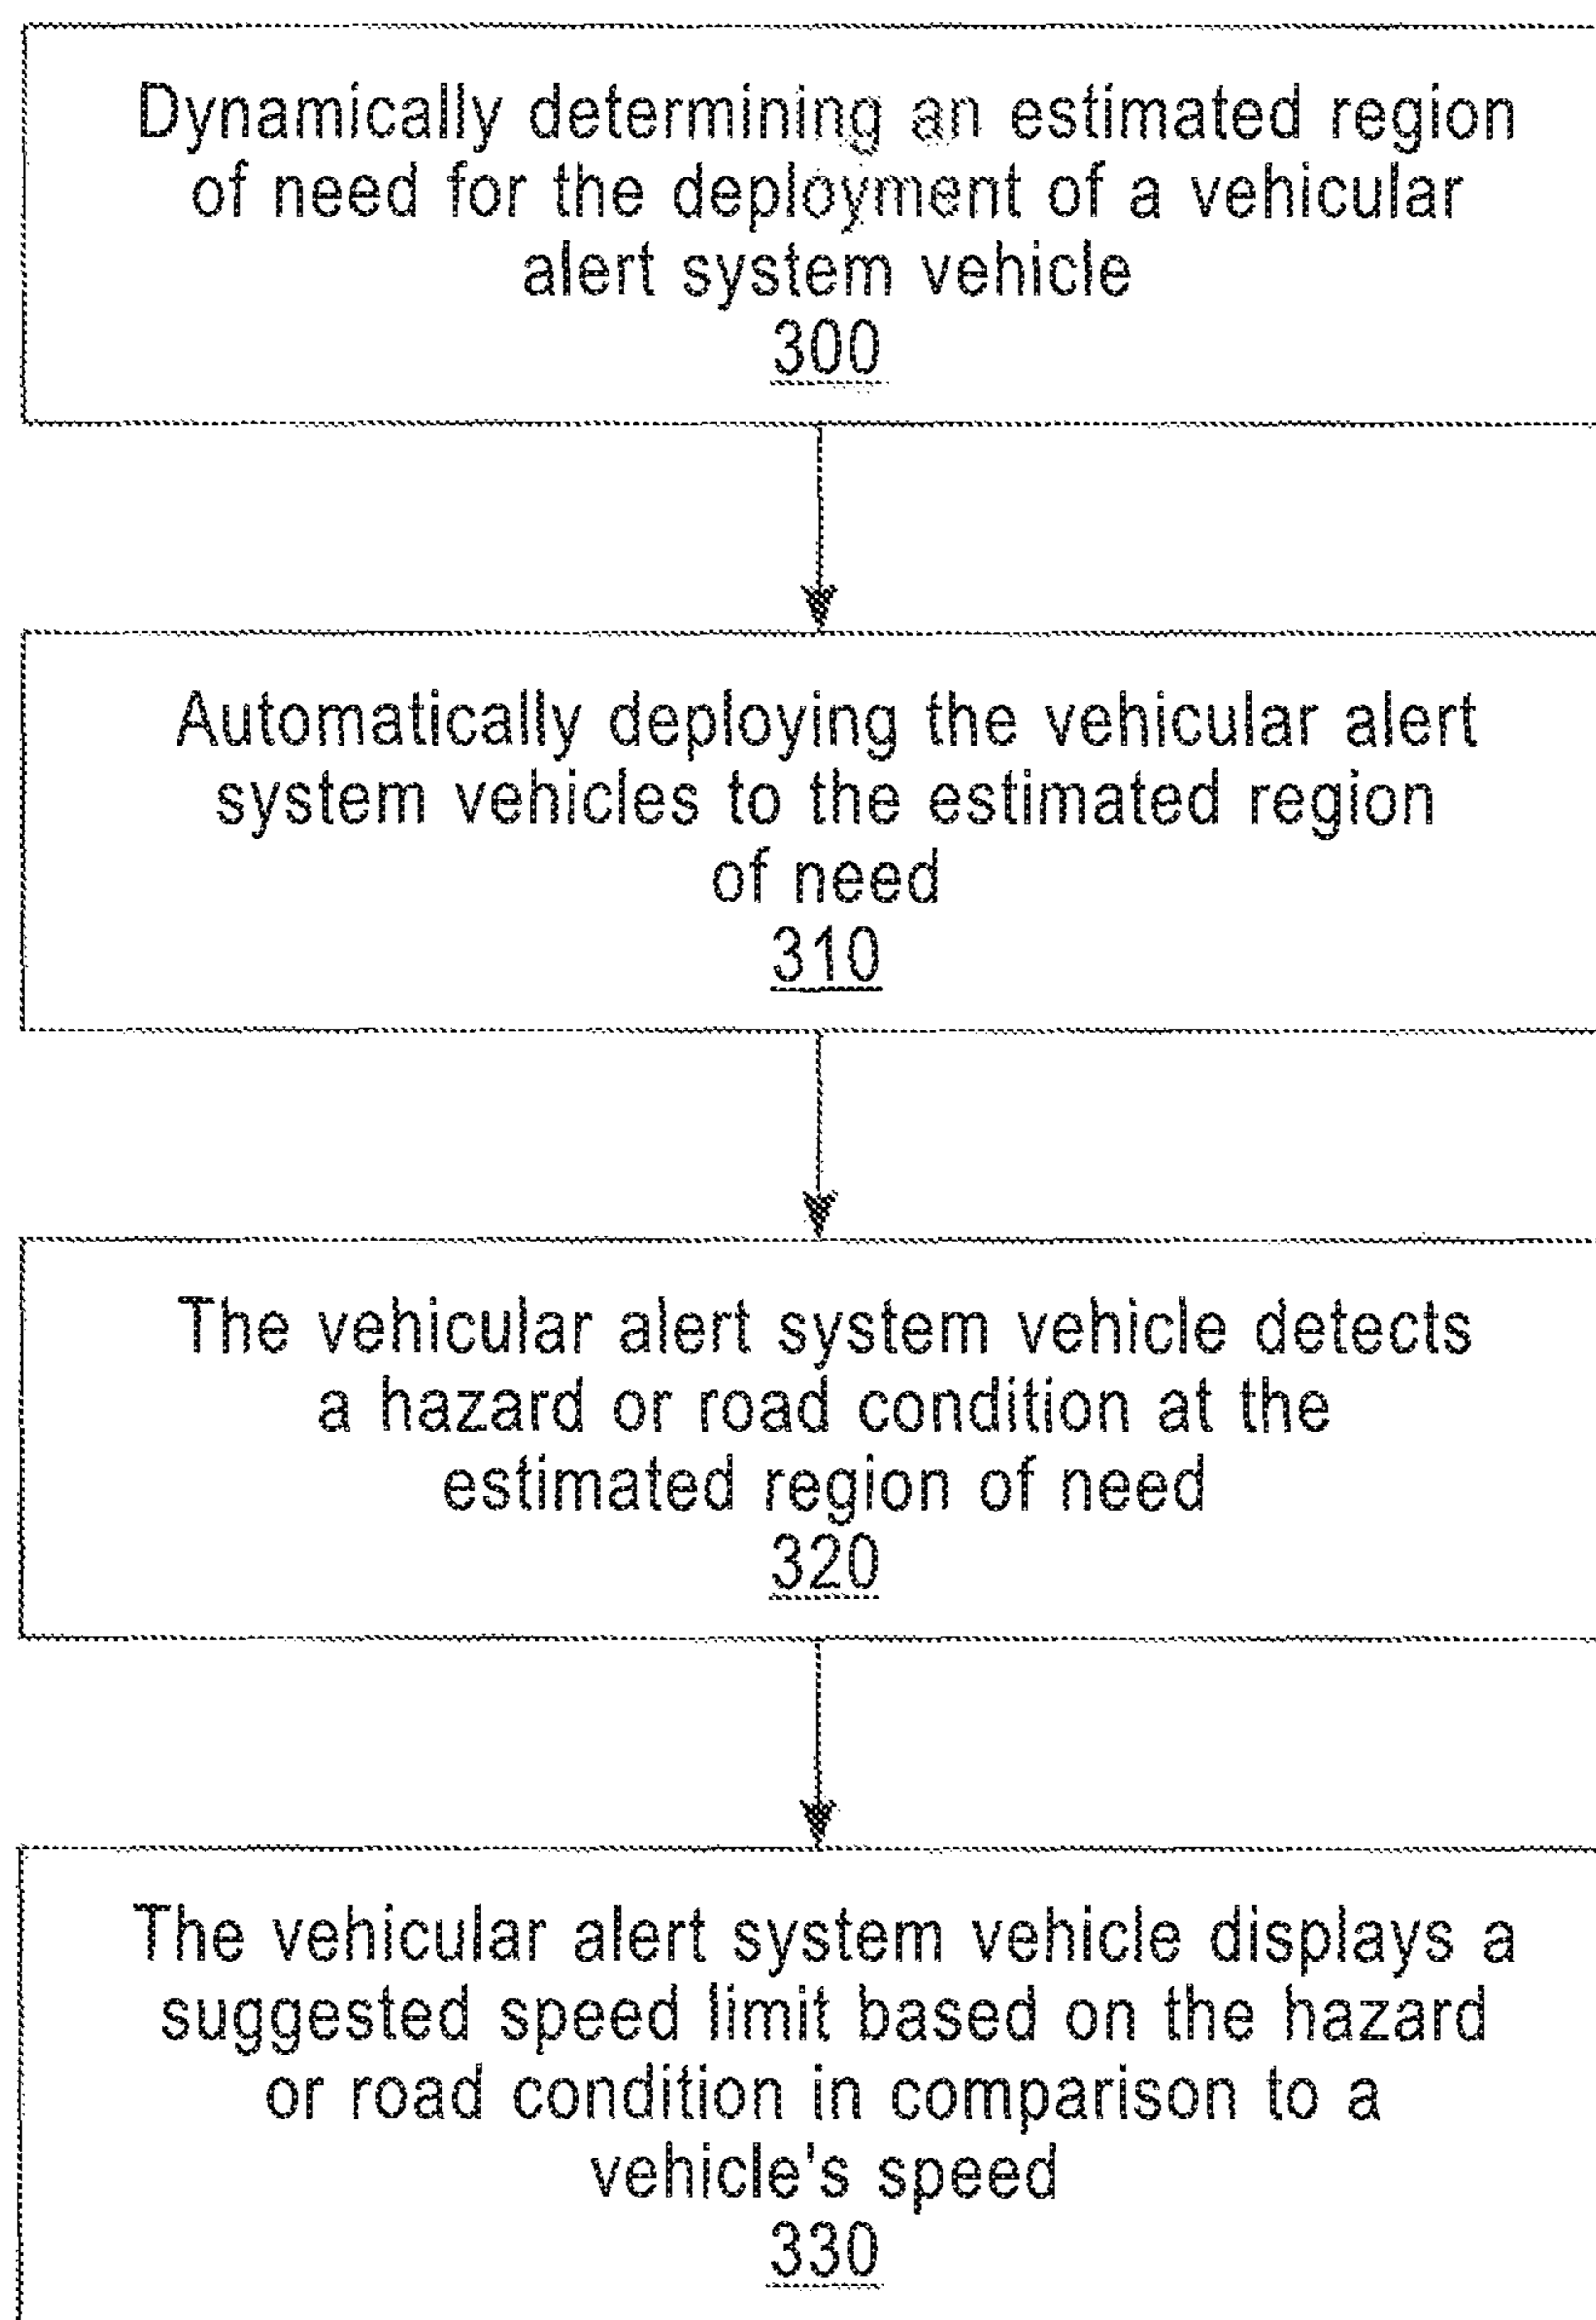 Dynamically determining an estimated region
of need for the deployment of a vehicular
alert system vehicle
300
Automatically deploying the vehicular alert
system vehicles to the estimated region
of need
310
The vehicular alert system vehicle detects
a hazard or road condition at the
estimated region of need
320
The vehicular alert system vehicle displays a
suggested speed limit based on the hazard
or road condition in comparison to a
vehicle's speed
330